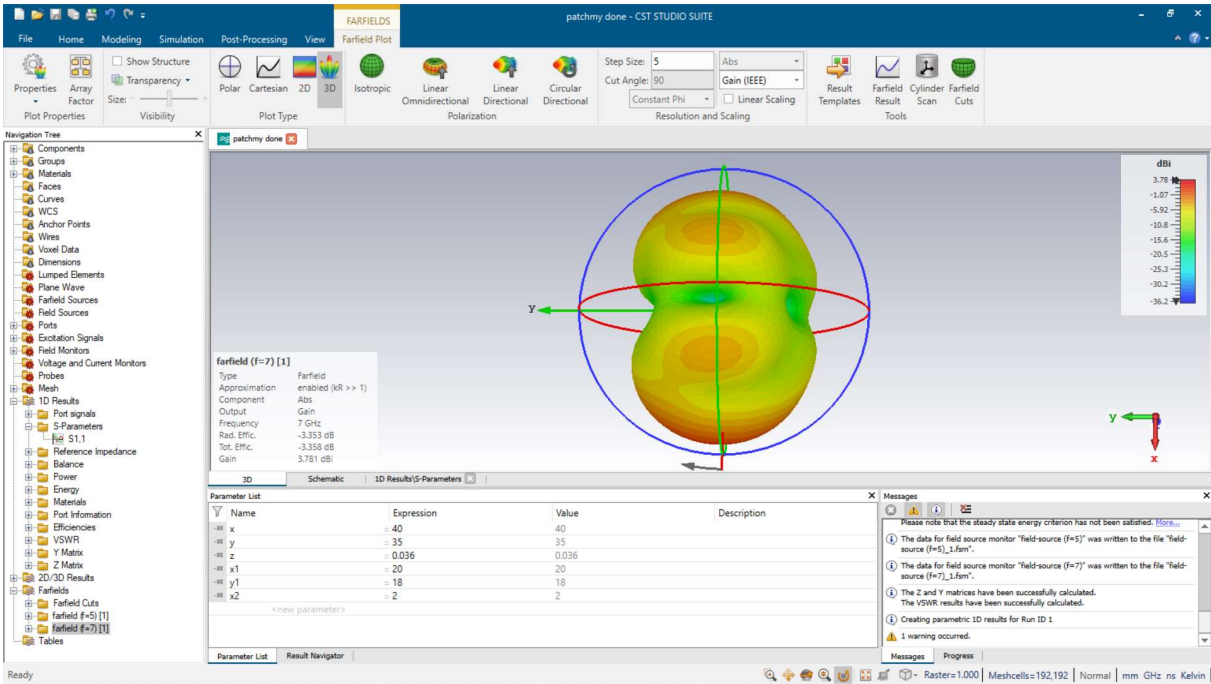 patchmy done - CST STUDIO SUITE
FARFIELDS
File Home Modeling Simulation Post-Processing View Farfield Plot
Properties
Array Factor
Show Structure
Transparency
Size:
Plot Properties
Visibility
Polar
Cartesian
2D
3D
Plot Type
Isotropic
Linear Omnidirectional
Linear Directional
Circular Directional
Polarization
Step Size: 5
Abs
Cut Angle: 90
Gain (IEEE)
Constant Phi
Linear Scaling
Resolution and Scaling
Result Templates
Farfield Result
Cylinder Scan
Farfield Cuts
Tools
Navigation Tree
Components
Groups
Materials
Faces
Curves
WCS
Anchor Points
Wires
Voxel Data
Dimensions
Lumped Elements
Plane Wave
Farfield Sources
Field Sources
Ports
Excitation Signals
Field Monitors
Voltage and Current Monitors
Probes
Mesh
1D Results
Port signals
S-Parameters
S1,1
Reference Impedance
Balance
Power
Energy
Materials
Port Information
Efficiencies
VSWR
Y Matrix
Z Matrix
2D/3D Results
Farfields
Farfield Cuts
farfield (f=5) [1]
farfield (f=7) [1]
Tables
patchmy done
y
dBi
3.78
-1.07
-5.92
-10.8
-15.6
-20.5
-25.3
-30.2
-36.2
farfield (f=7) [1]
Type Farfield
Approximation enabled (kR >> 1)
Component Abs
Output Gain
Frequency 7 GHz
Rad. Effic. -3.353 dB
Tot. Effic. -3.358 dB
Gain 3.781 dBi
y
x
3D Schematic 1D Results\S-Parameters
Parameter List
Name Expression Value Description
x = 40 40
y = 35 35
z = 0.036 0.036
x1 = 20 20
y1 = 18 18
x2 = 2 2
<new parameter>
Parameter List Result Navigator
Messages
Please note that the steady state energy criterion has not been satisfied. More...
The data for field source monitor "field-source (f=5)" was written to the file "field-
source (f=5)_1.fsm".
The data for field source monitor "field-source (f=7)" was written to the file "field-
source (f=7)_1.fsm".
The Z and Y matrices have been successfully calculated.
The VSWR results have been successfully calculated.
Creating parametric 1D results for Run ID 1
1 warning occurred.
Messages Progress
Ready
Raster=1.000 Meshcells=192,192 Normal mm GHz ns Kelvin